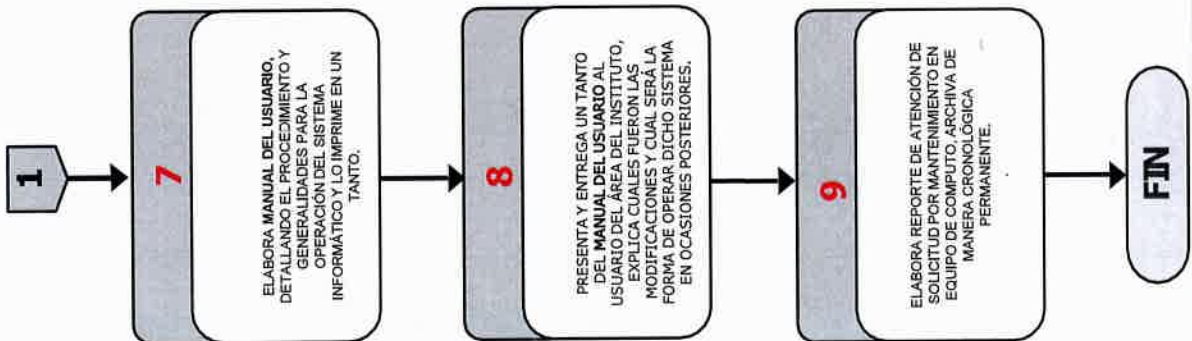 1
7
ELABORA MANUAL DEL USUARIO,
DETALLANDO EL PROCEDIMIENTO Y
GENERALIDADES PARA LA
OPERACIÓN DEL SISTEMA
INFORMÁTICO Y LO IMPRIME EN UN
TANTO.
8
PRESENTA Y ENTREGA UN TANTO
DEL MANUAL DEL USUARIO AL
USUARIO DEL ÁREA DEL INSTITUTO,
EXPLICA CUALES FUERON LAS
MODIFICACIONES Y CUAL SERÁ LA
FORMA DE OPERAR DICHO SISTEMA
EN OCASIONES POSTERIORES.
9
ELABORA REPORTE DE ATENCIÓN DE
SOLICITUD POR MANTENIMIENTO EN
EQUIPO DE COMPUTO, ARCHIVA DE
MANERA CRONOLÓGICA
PERMANENTE.
FIN